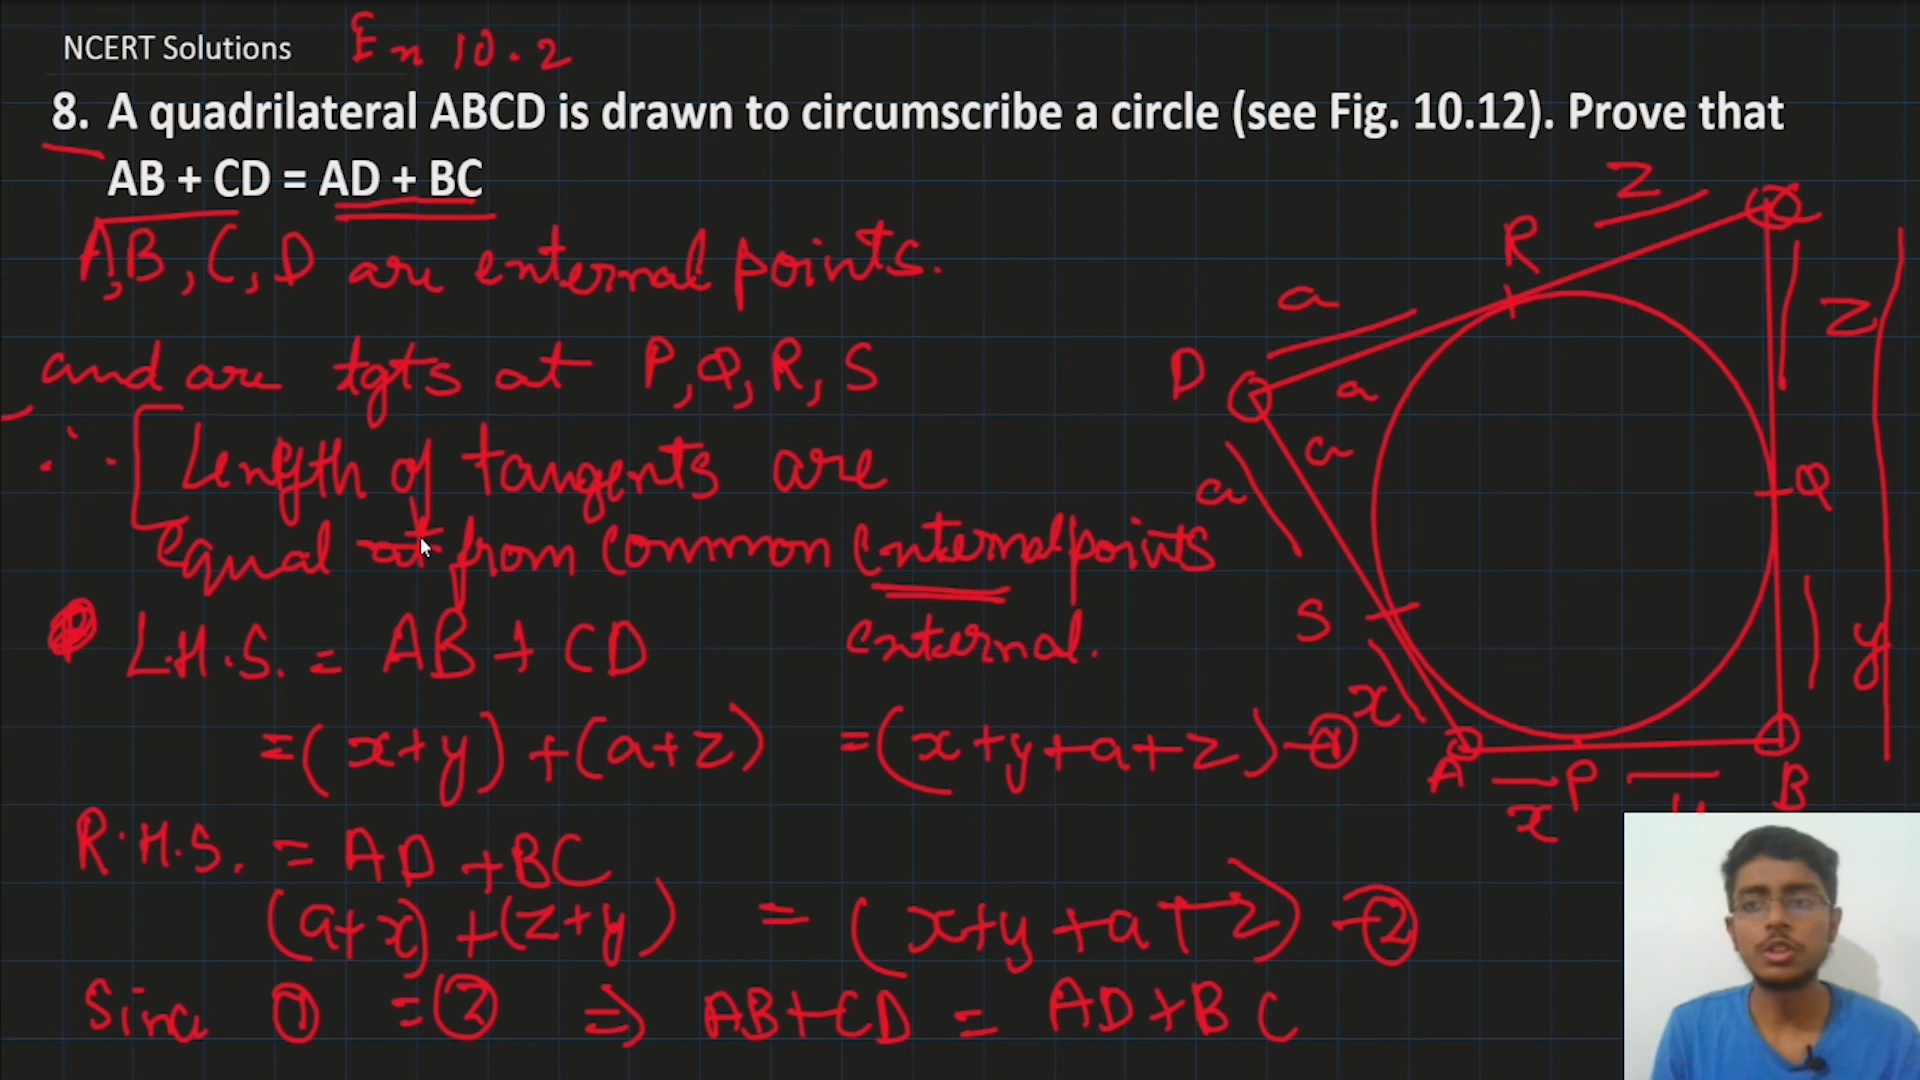 NCERT Solutions Ex 10.2
8. A quadrilateral ABCD is drawn to circumscribe a circle (see Fig. 10.12). Prove that
AB + CD = AD + BC
A, B, C, D are external points.
and are tgts at P, Q, R, S
∴ [Length of tangents are
equal at from common external points
external.
L.H.S. = AB + CD
=(x+y)+(a+z) =(x+y+a+z)-①
R.H.S. = AD +BC
(a+x)+(z+y) = (x+y+a+z)-②
Since ① = ② ⇒ AB+CD = AD+BC
z
R
a
z
D
a
a
a
Q
S
x
y
A
P
B
x